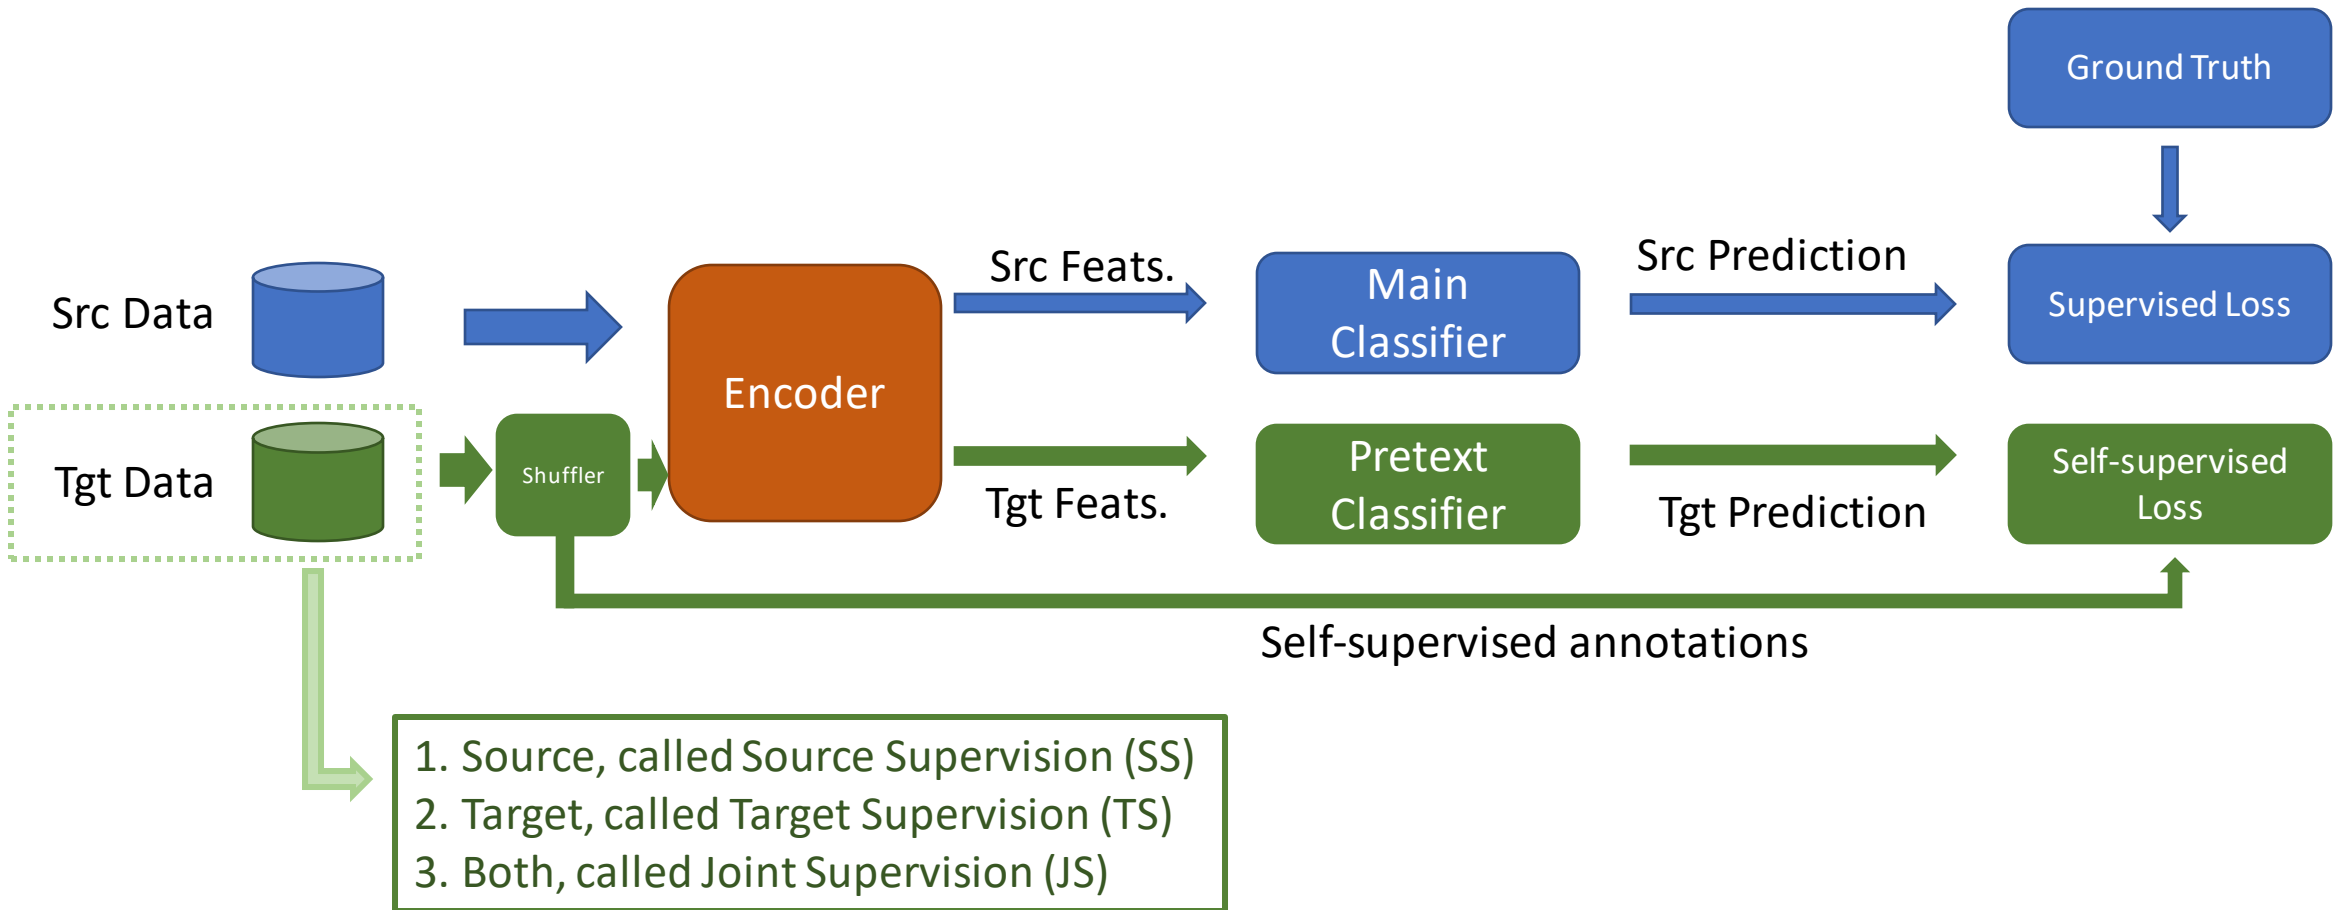 Ground Truth
Src Data
Src Feats.
Main
Classifier
Src Prediction
Supervised Loss
Encoder
Tgt Data
Shuffler
Tgt Feats.
Pretext
Classifier
Tgt Prediction
Self-supervised
Loss
Self-supervised annotations
1. Source, called Source Supervision (SS)
2. Target, called Target Supervision (TS)
3. Both, called Joint Supervision (JS)